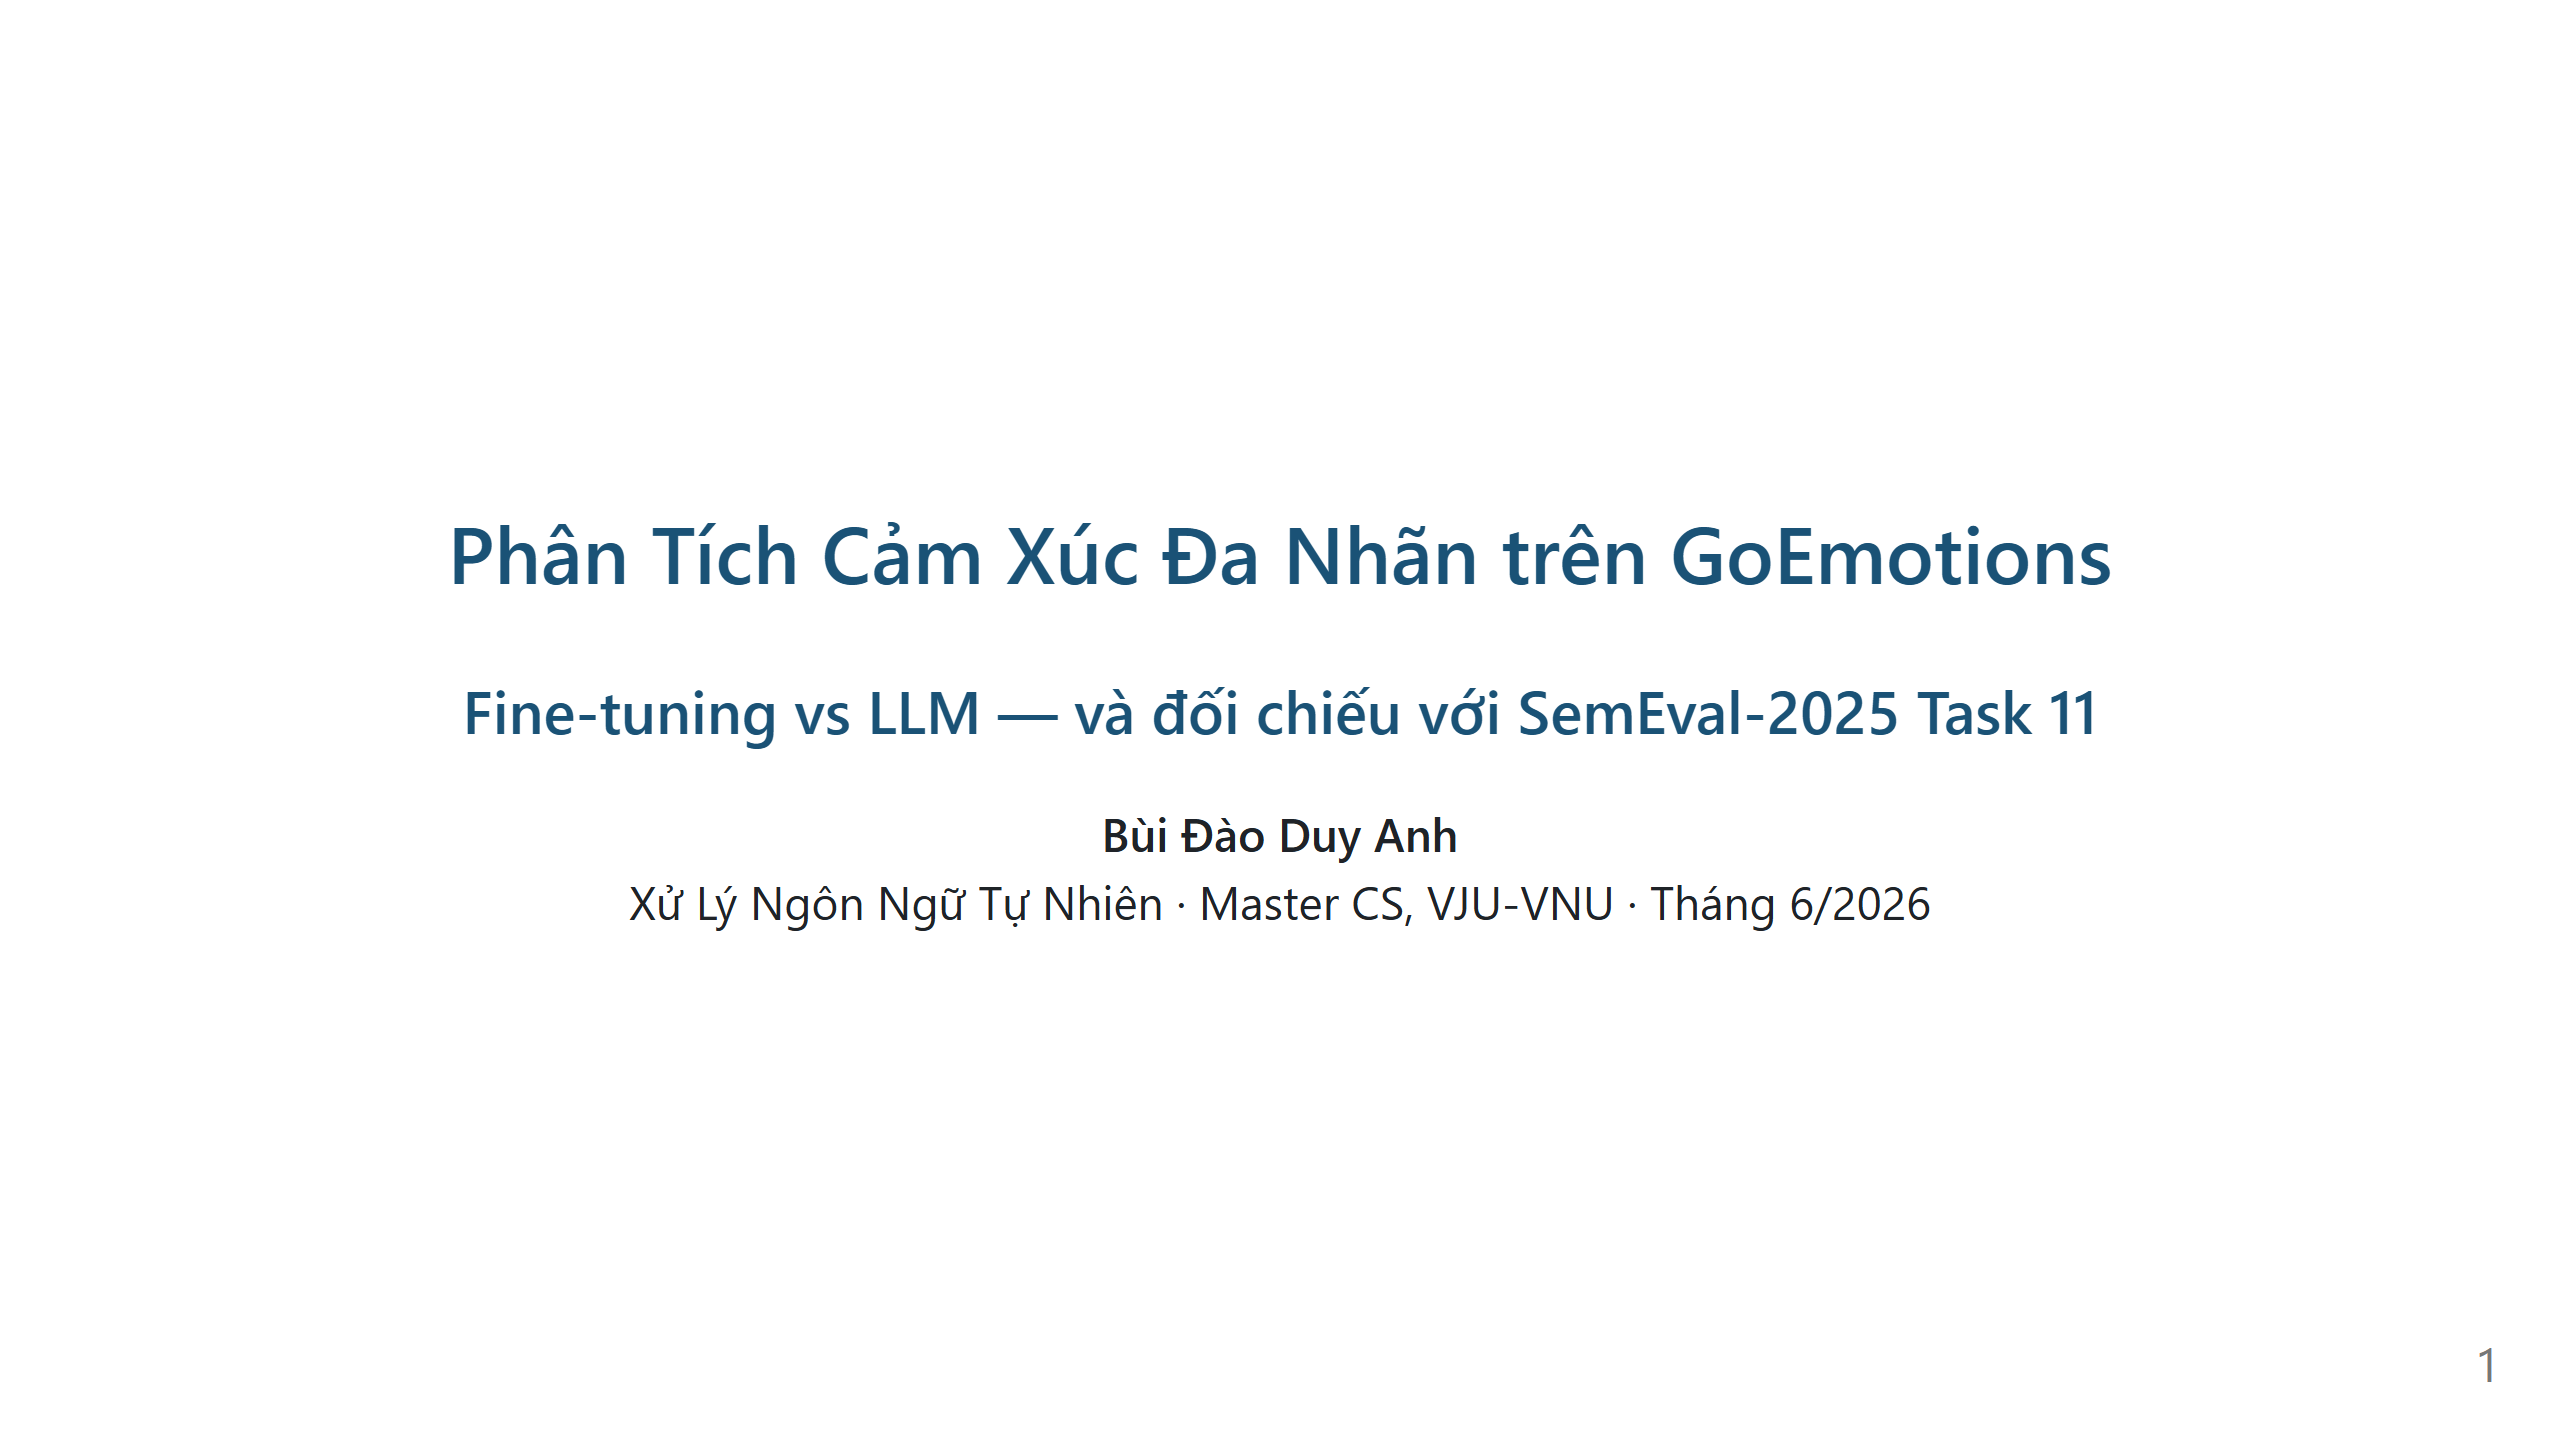 Phân Tích Cảm Xúc Đa Nhãn trên GoEmotions
Fine-tuning vs LLM — và đối chiếu với SemEval-2025 Task 11
Bùi Đào Duy Anh
Xử Lý Ngôn Ngữ Tự Nhiên · Master CS, VJU-VNU · Tháng 6/2026
1